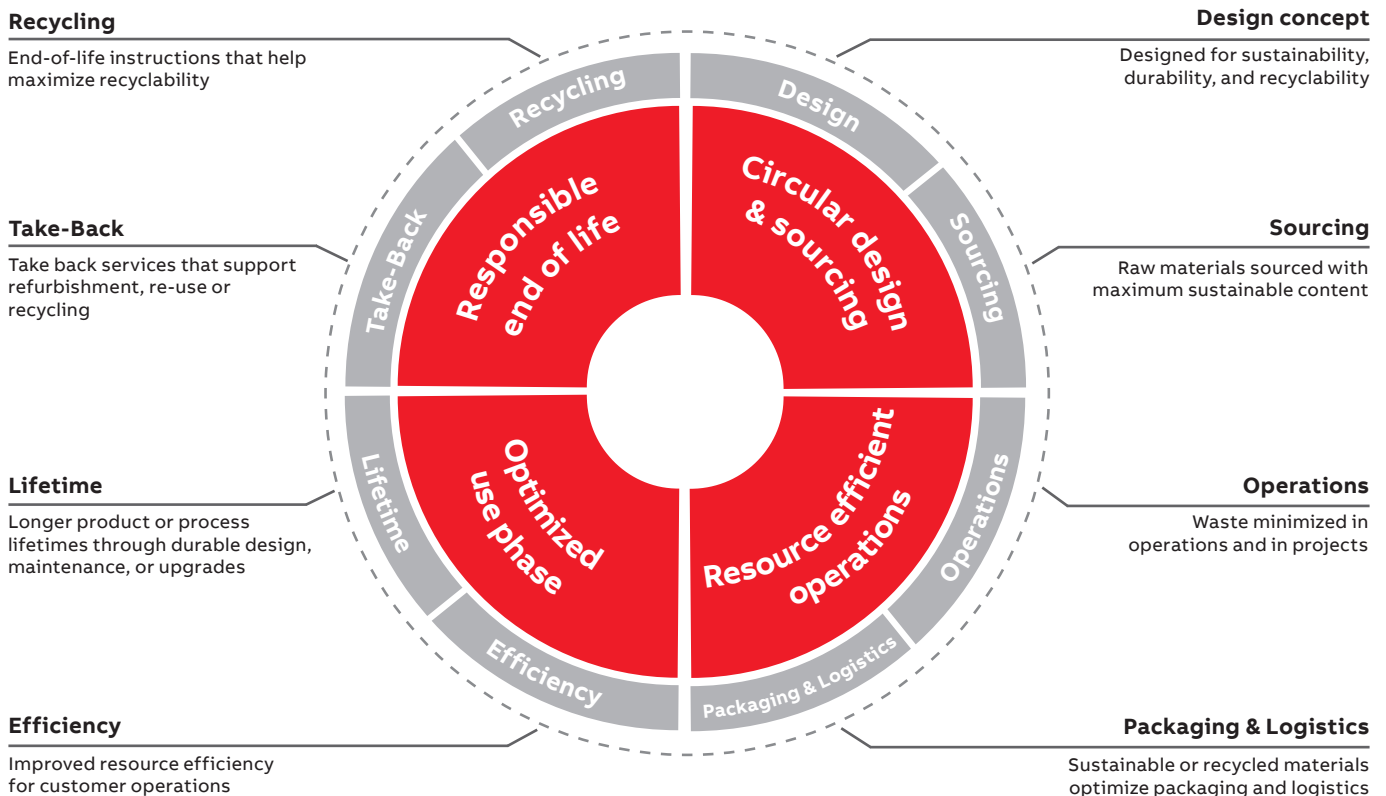 Recycling
End-of-life instructions that help
maximize recyclability
Take-Back
Take back services that support
refurbishment, re-use or
recycling
Lifetime
Longer product or process
lifetimes through durable design,
maintenance, or upgrades
Efficiency
Improved resource efficiency
for customer operations
Recycling
Design
Take-Back
Sourcing
Lifetime
Operations
Efficiency
Packaging & Logistics
Responsible
end of life
Circular design
& sourcing
Optimized
use phase
Resource efficient
operations
Design concept
Designed for sustainability,
durability, and recyclability
Sourcing
Raw materials sourced with
maximum sustainable content
Operations
Waste minimized in
operations and in projects
Packaging & Logistics
Sustainable or recycled materials
optimize packaging and logistics